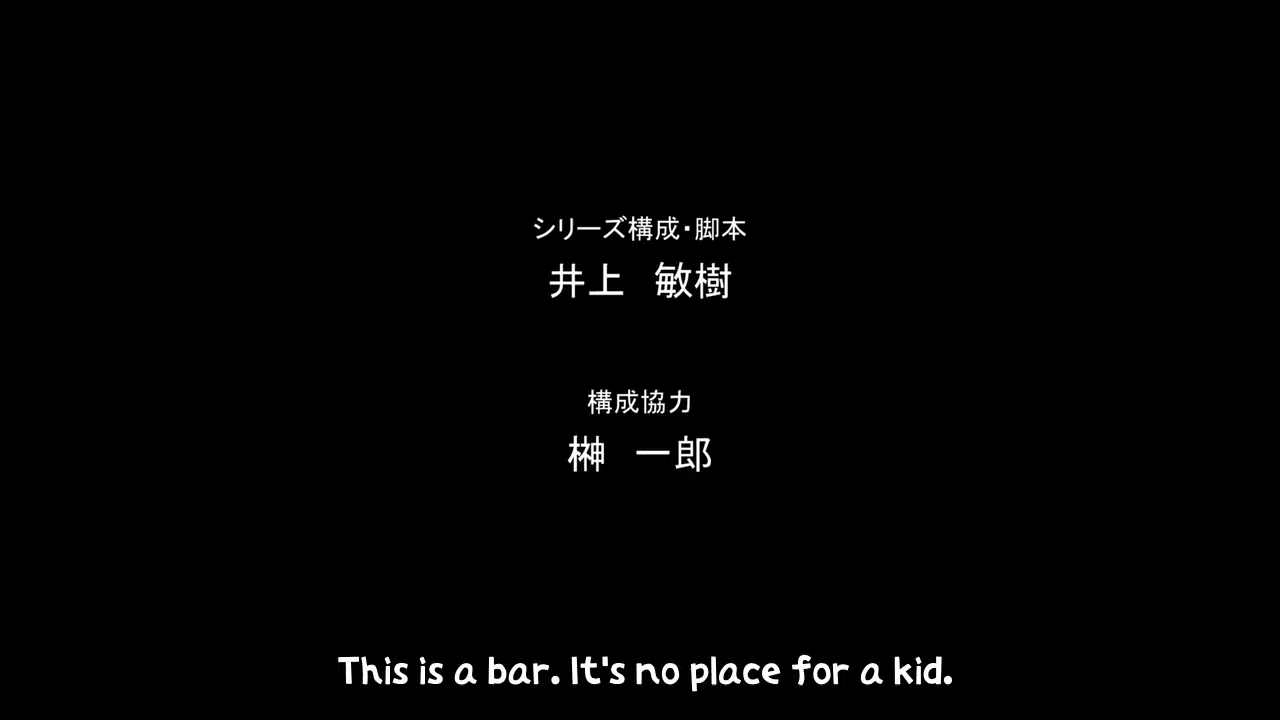 シリーズ構成・脚本
井上 敏樹
構成協力
榊 一郎
This is a bar. It's no place for a kid.